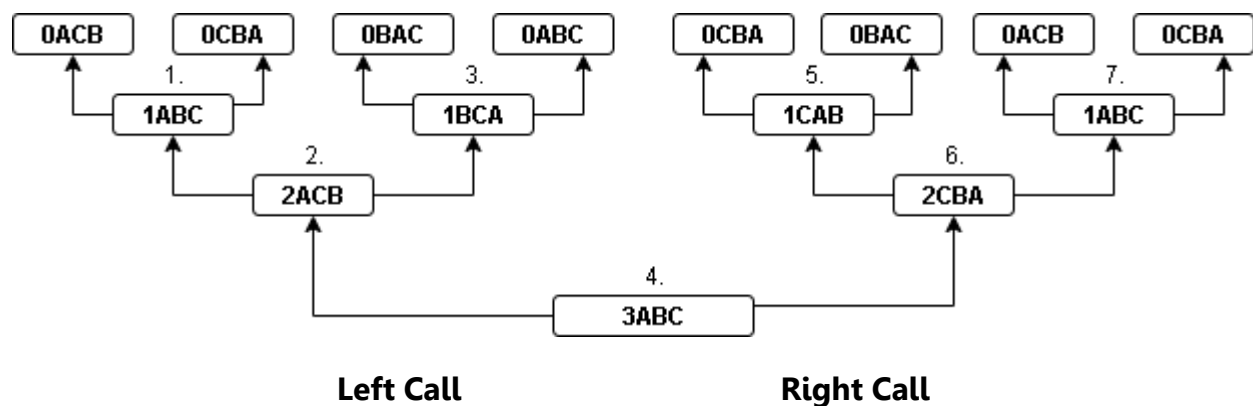 0ACB 0CBA 0BAC 0ABC 0CBA 0BAC 0ACB 0CBA
1. 3. 5. 7.
1ABC 1BCA 1CAB 1ABC
2. 6.
2ACB 2CBA
4.
3ABC
Left Call Right Call